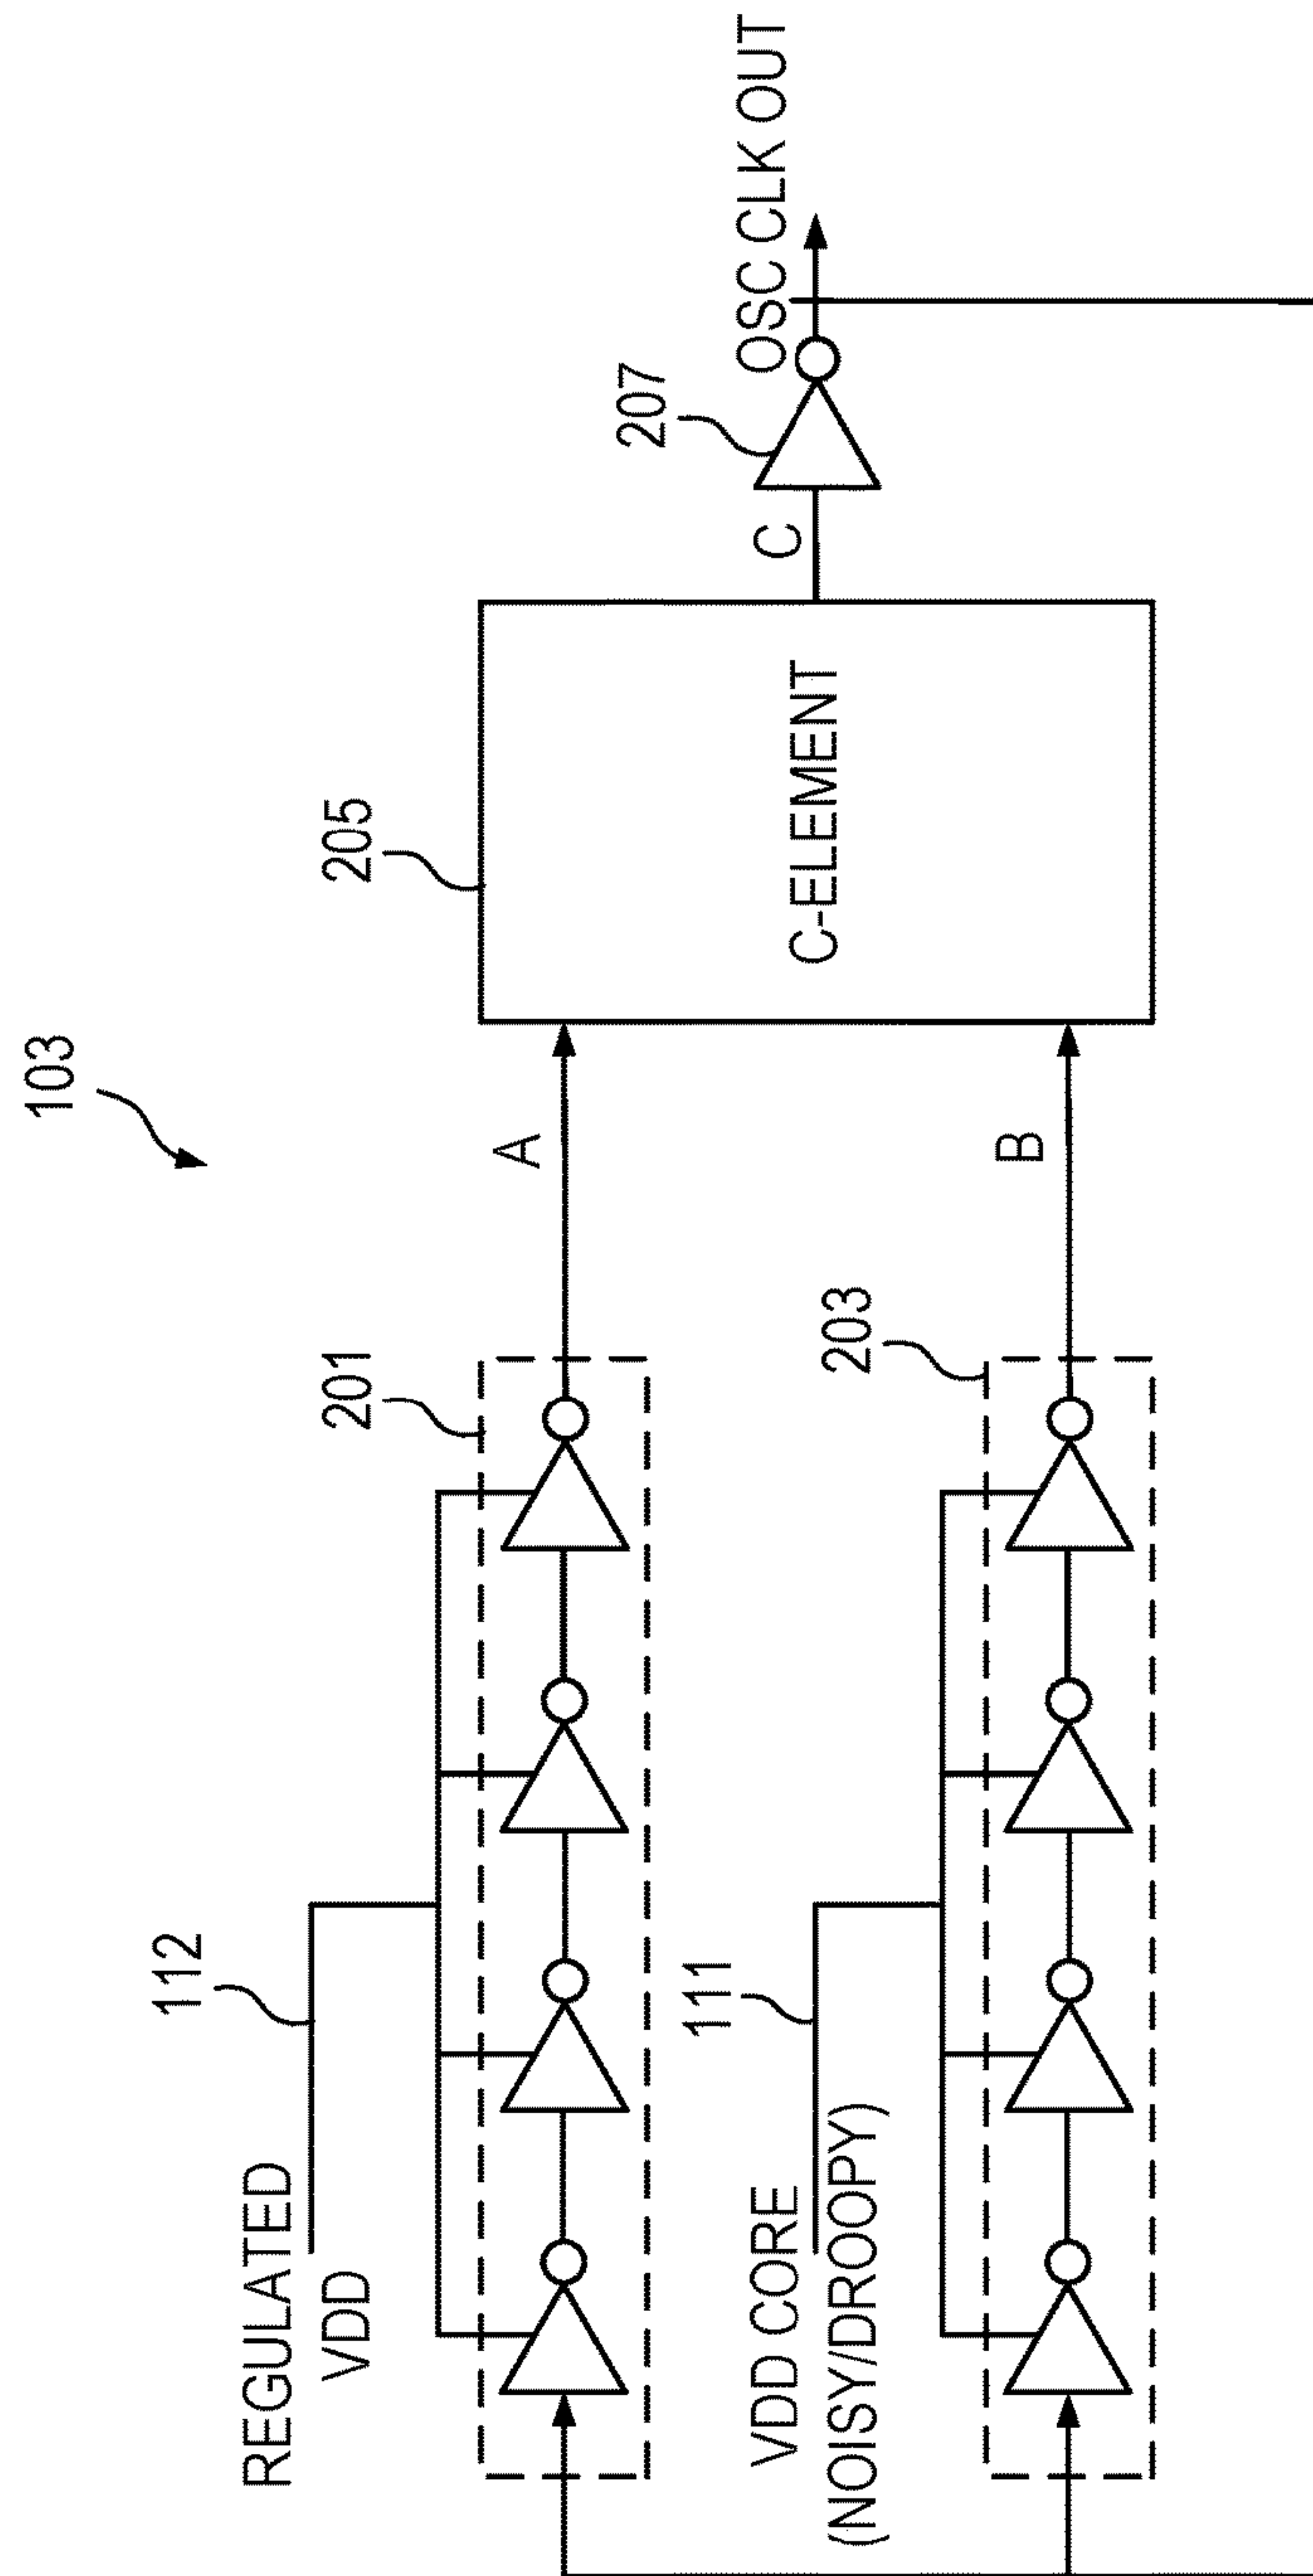 103
REGULATED
VDD
112
201
205
A
C-ELEMENT
C
207
OSC CLK OUT
VDD CORE
(NOISY/DROOPY)
111
203
B